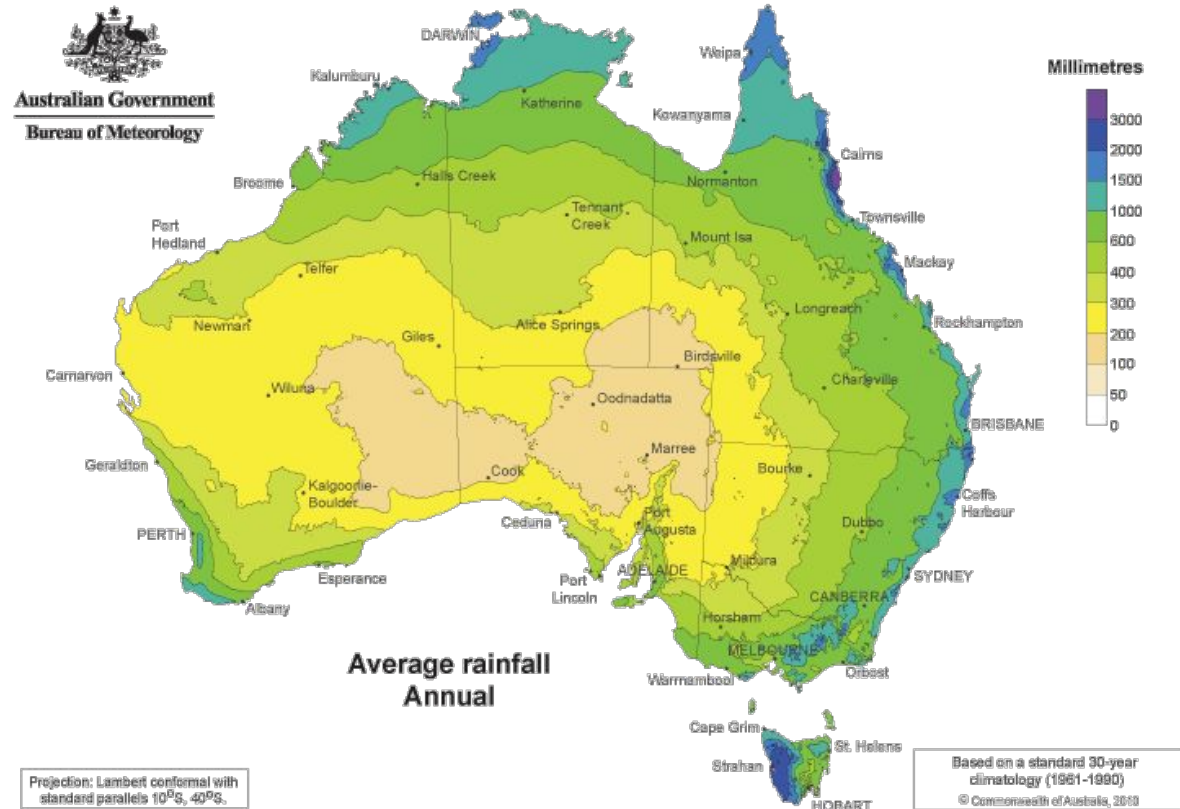 Australian Government
Bureau of Meteorology
DARWIN
Weipa
Kalumburu
Katherine
Kowanyama
Cairns
Broome
Halls Creek
Normanton
Tennant
Creek
Townsville
Port
Hedland
Mount Isa
Mackay
Telfer
Longreach
Newman
Alice Springs
Rockhampton
Giles
Birdsville
Carnarvon
Wiluna
Charleville
Oodnadatta
BRISBANE
Marree
Geraldton
Bourke
Cook
Kalgoorlie-
Boulder
Coffs
Harbour
Ceduna
Port
Augusta
Dubbo
PERTH
Mildura
ADELAIDE
Esperance
Port
Lincoln
SYDNEY
CANBERRA
Albany
Horsham
MELBOURNE
Orbost
Warrnambool
Cape Grim
St. Helens
Strahan
HOBART
Millimetres
3000
2000
1500
1000
600
400
300
200
100
50
0
Average rainfall
Annual
Projection: Lambert conformal with
standard parallels 10ºS, 40ºS.
Based on a standard 30-year
climatology (1961-1990)
© Commonwealth of Australia, 2010